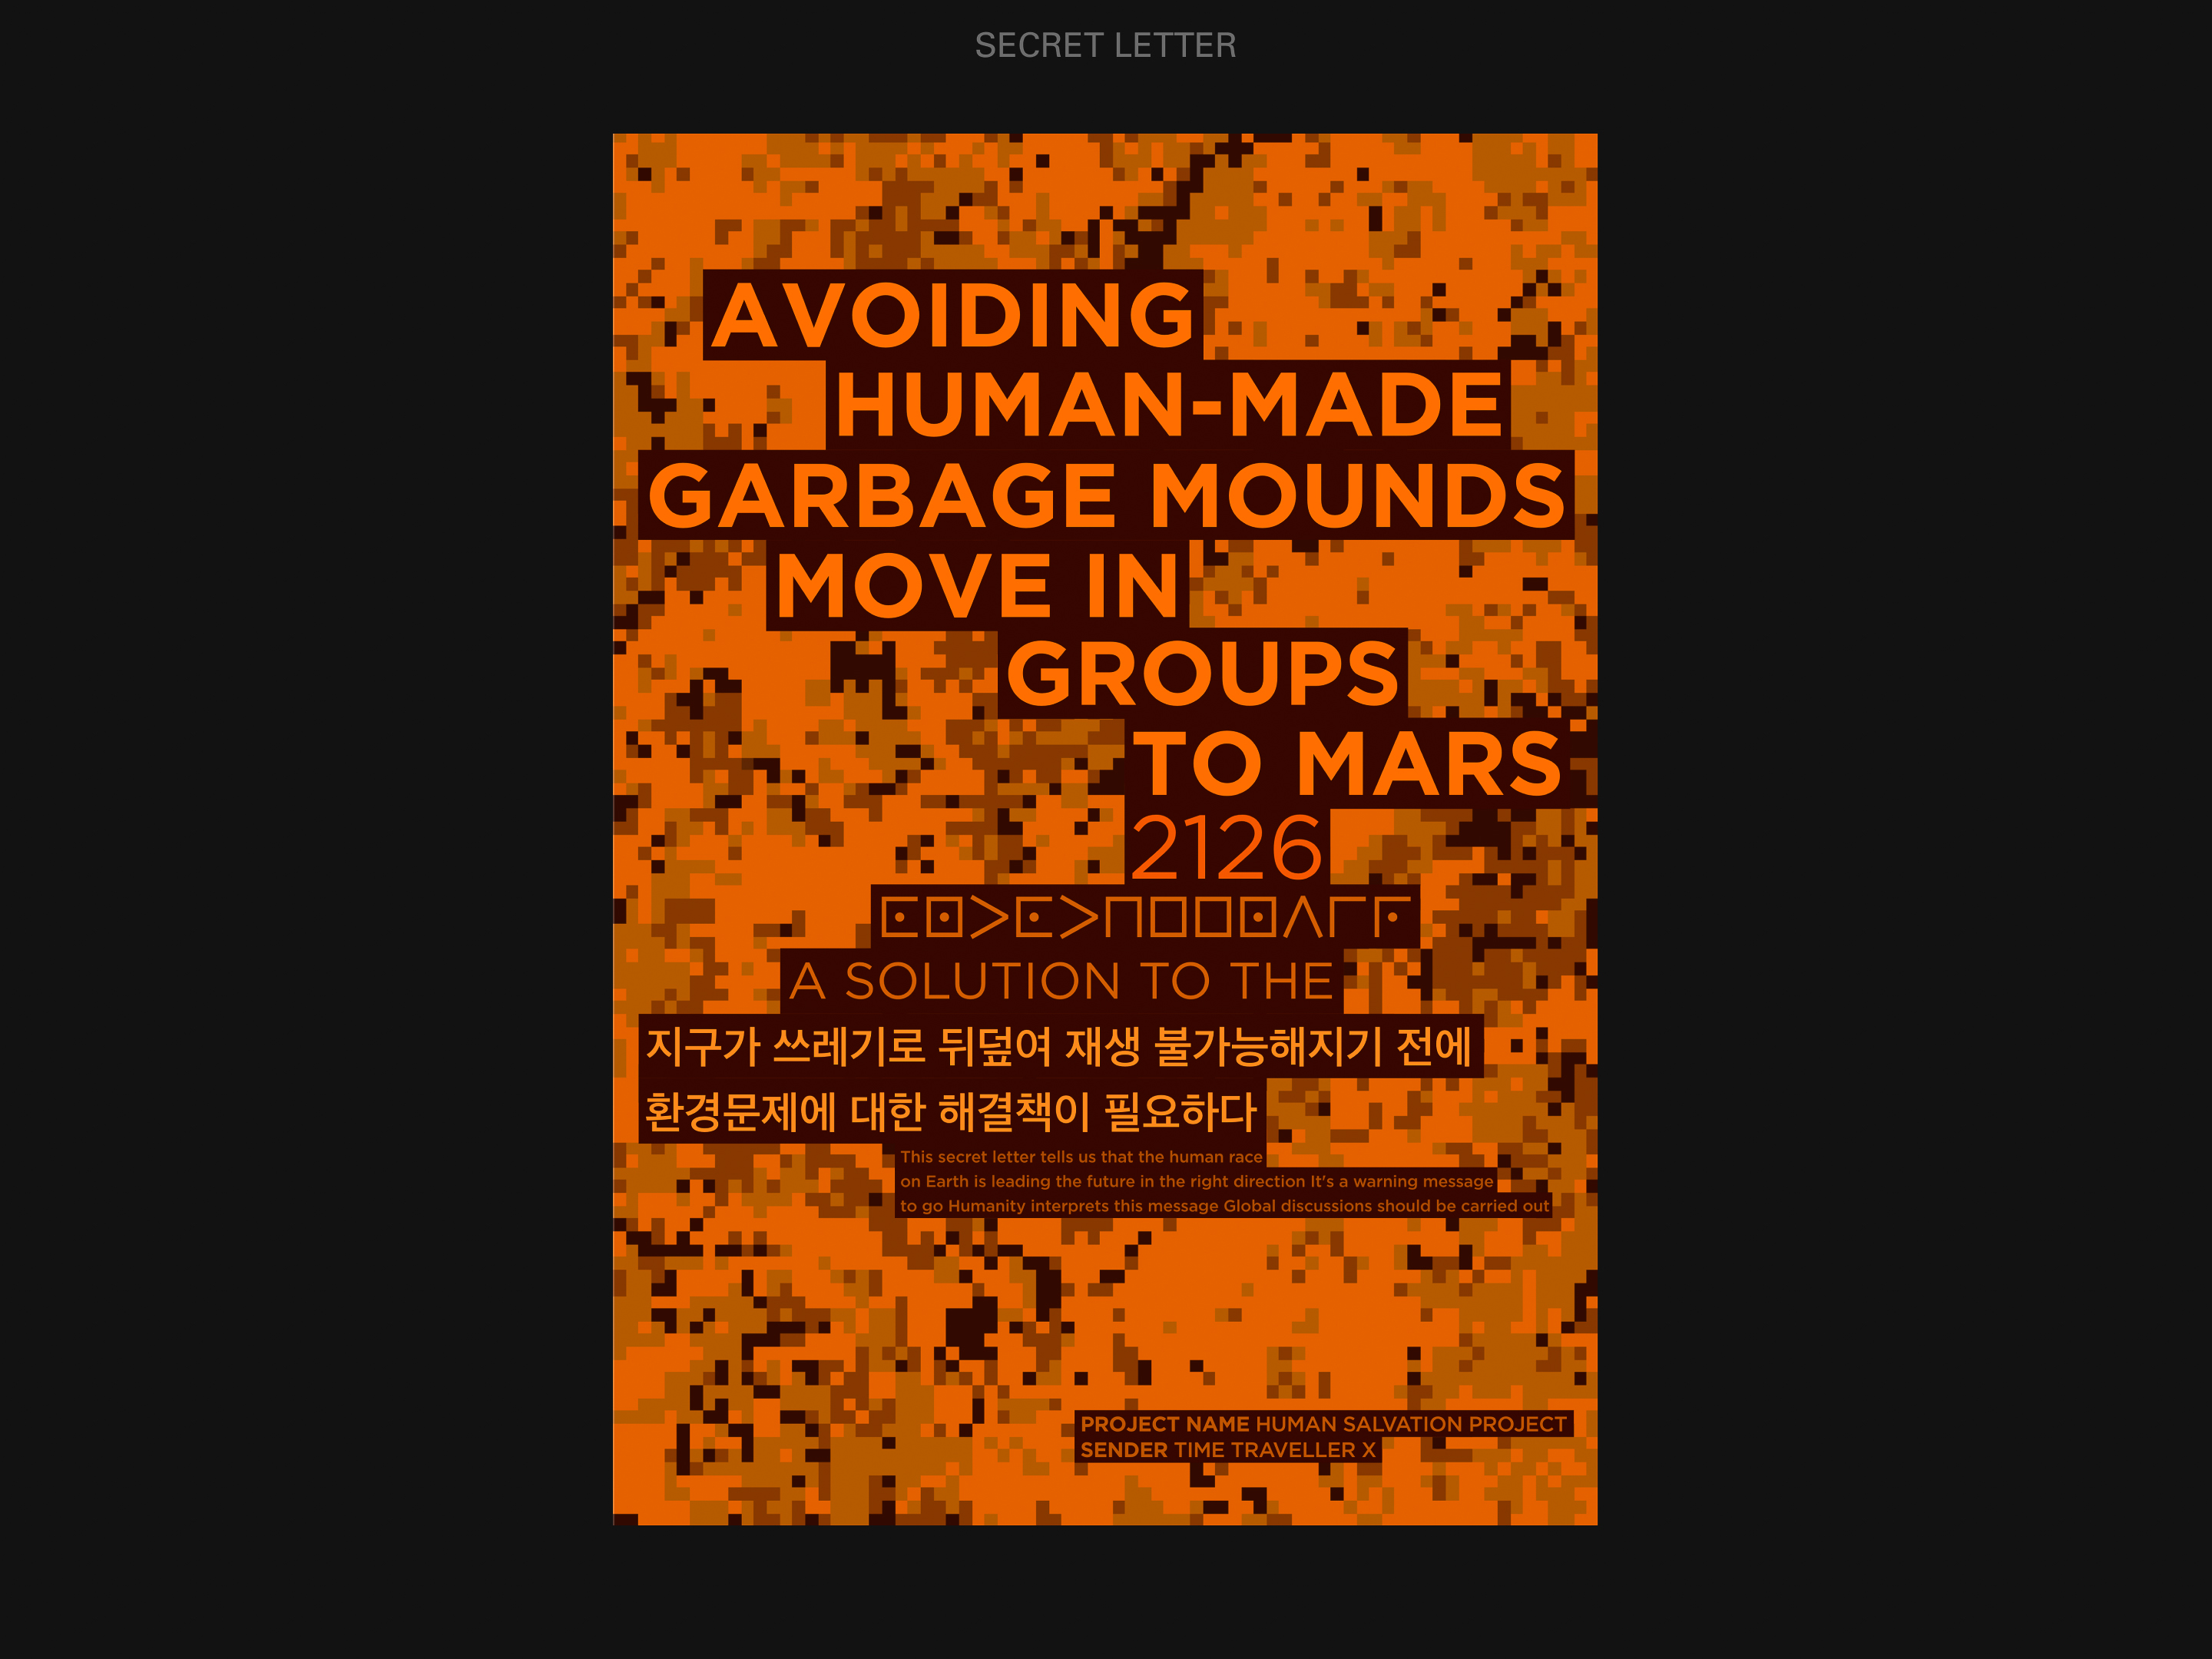 SECRET LETTER
AVOIDING
HUMAN-MADE
GARBAGE MOUNDS
MOVE IN
GROUPS
TO MARS
2126
A SOLUTION TO THE
지구가 쓰레기로 뒤덮여 재생 불가능해지기 전에
환경문제에 대한 해결책이 필요하다
This secret letter tells us that the human race
on Earth is leading the future in the right direction It's a warning message
to go Humanity interprets this message Global discussions should be carried out
PROJECT NAME HUMAN SALVATION PROJECT
SENDER TIME TRAVELLER X